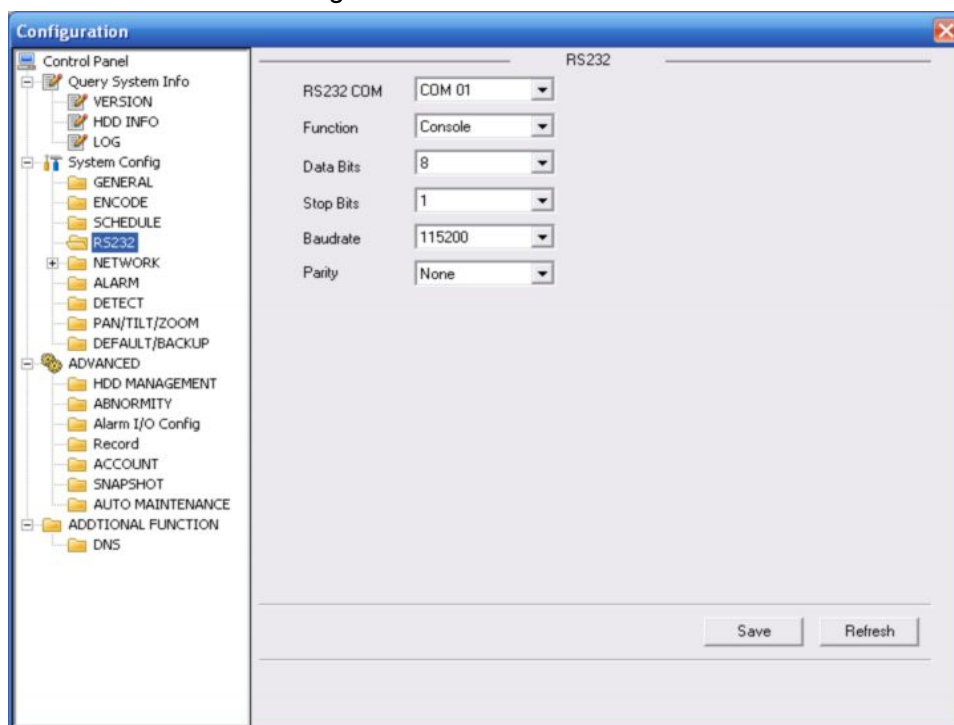 Configuration
Control Panel
Query System Info
VERSION
HDD INFO
LOG
System Config
GENERAL
ENCODE
SCHEDULE
RS232
NETWORK
ALARM
DETECT
PAN/TILT/ZOOM
DEFAULT/BACKUP
ADVANCED
HDD MANAGEMENT
ABNORMITY
Alarm I/O Config
Record
ACCOUNT
SNAPSHOT
AUTO MAINTENANCE
ADDTIONAL FUNCTION
DNS
RS232
RS232 COM COM 01
Function Console
Data Bits 8
Stop Bits 1
Baudrate 115200
Parity None
Save Refresh